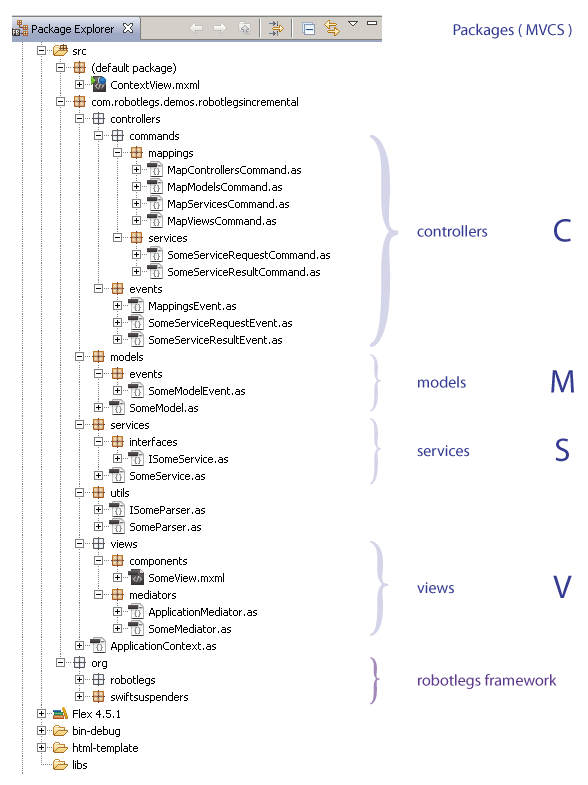 Package Explorer
Packages ( MVCS )
src
(default package)
ContextView.mxml
com.robotlegs.demos.robotlegsincremental
controllers
commands
mappings
MapControllersCommand.as
MapModelsCommand.as
MapServicesCommand.as
MapViewsCommand.as
controllers C
services
SomeServiceRequestCommand.as
SomeServiceResultCommand.as
events
MappingsEvent.as
SomeServiceRequestEvent.as
SomeServiceResultEvent.as
models
events
models M
SomeModelEvent.as
SomeModel.as
services
interfaces
services S
ISomeService.as
SomeService.as
utils
ISomeParser.as
SomeParser.as
views
components
SomeView.mxml
views V
mediators
ApplicationMediator.as
SomeMediator.as
ApplicationContext.as
org
robotlegs
robotlegs framework
swiftsuspenders
Flex 4.5.1
bin-debug
html-template
libs